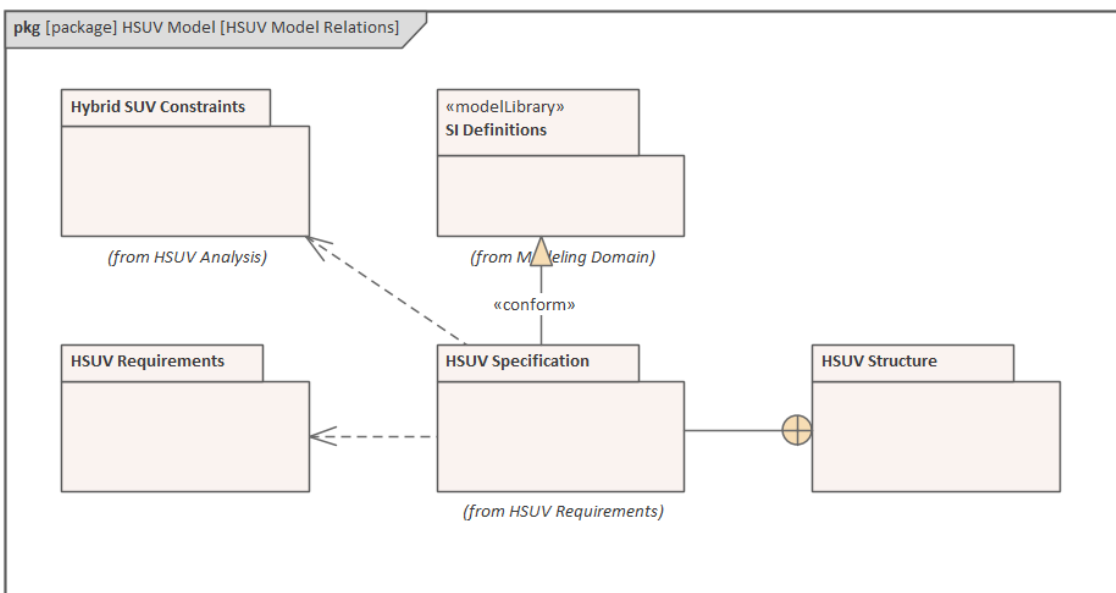 pkg [package] HSUV Model [HSUV Model Relations]
Hybrid SUV Constraints
(from HSUV Analysis)
«modelLibrary»
SI Definitions
(from Modeling Domain)
«conform»
HSUV Requirements
HSUV Specification
(from HSUV Requirements)
HSUV Structure